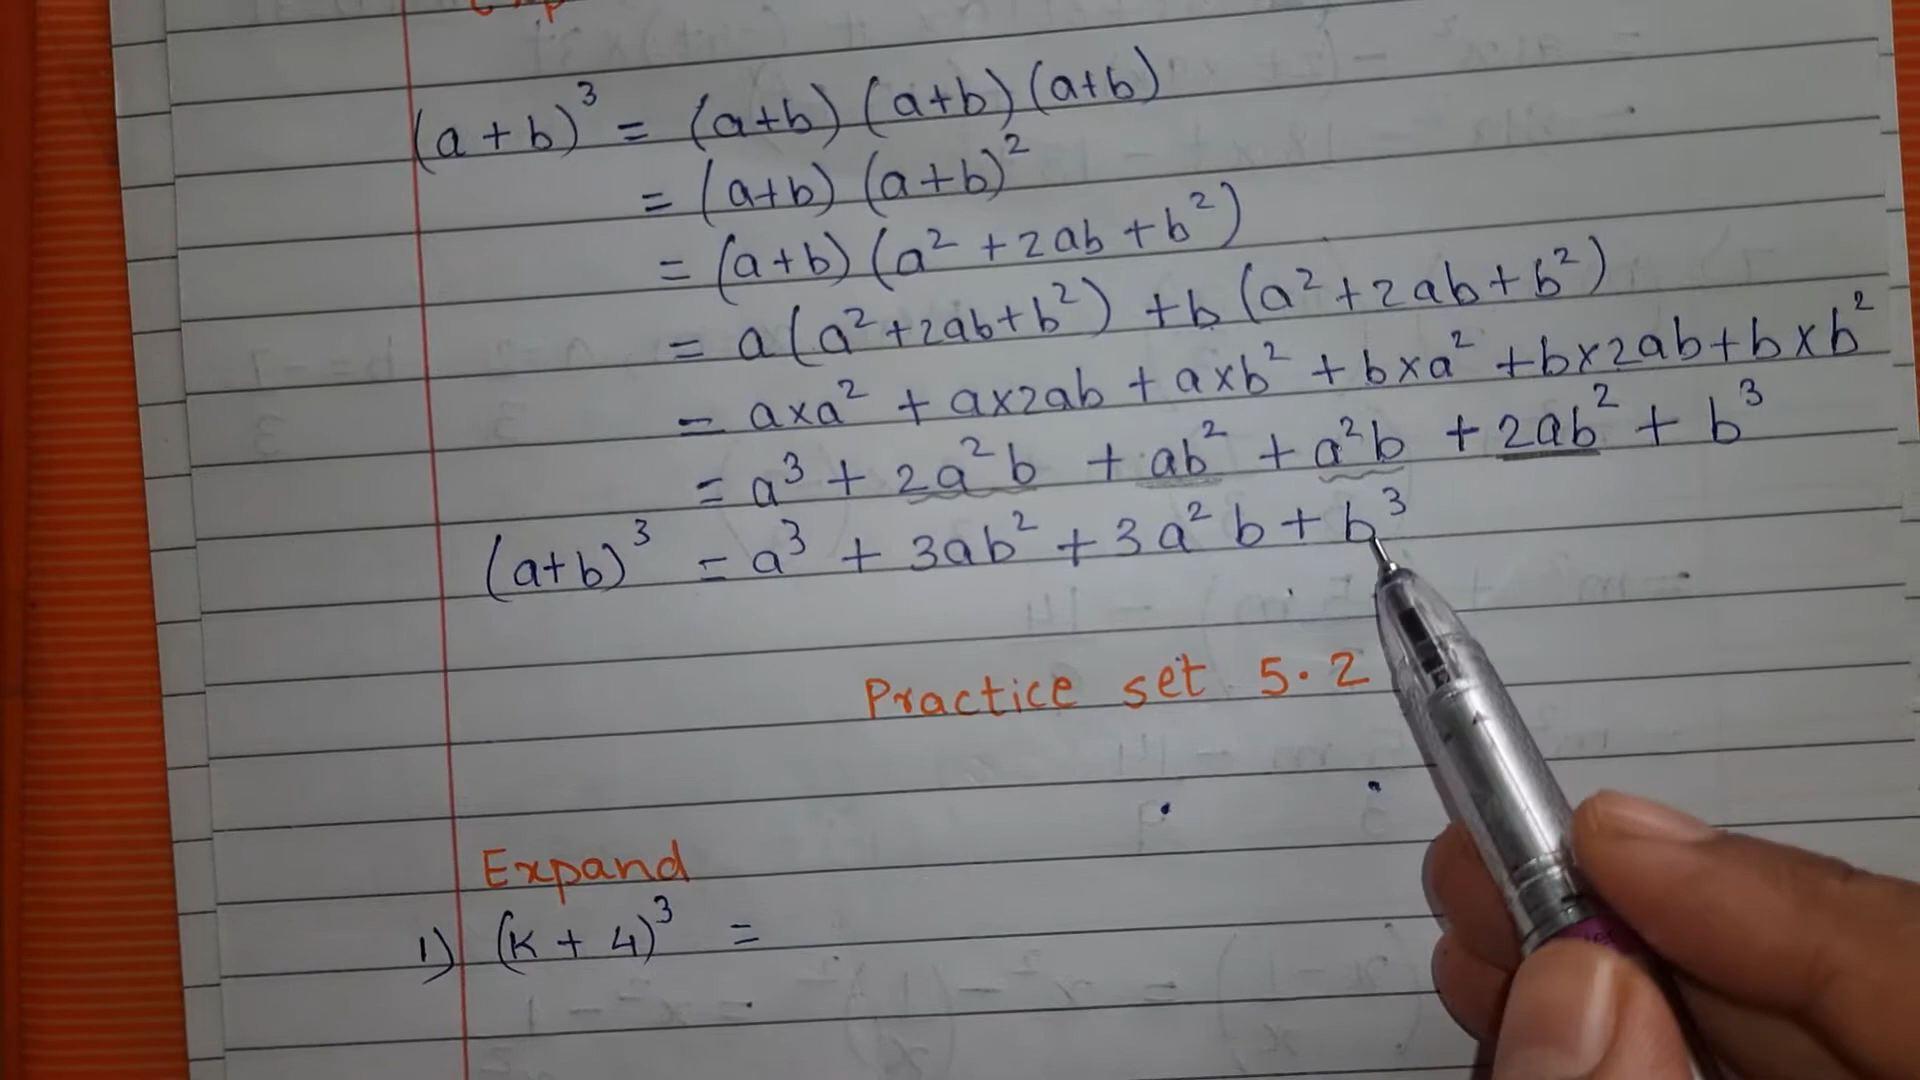 (a + b)³ = (a+b) (a+b) (a+b)
= (a+b) (a+b)²
= (a+b) (a² + 2ab + b²)
= a (a² + 2ab + b²) + b (a² + 2ab + b²)
= a×a² + a×2ab + a×b² + b×a² + b×2ab + b×b²
= a³ + 2a²b + ab² + a²b + 2ab² + b³
(a+b)³ = a³ + 3ab² + 3a²b + b³
Practice set 5.2
Expand
1) (k + 4)³ =